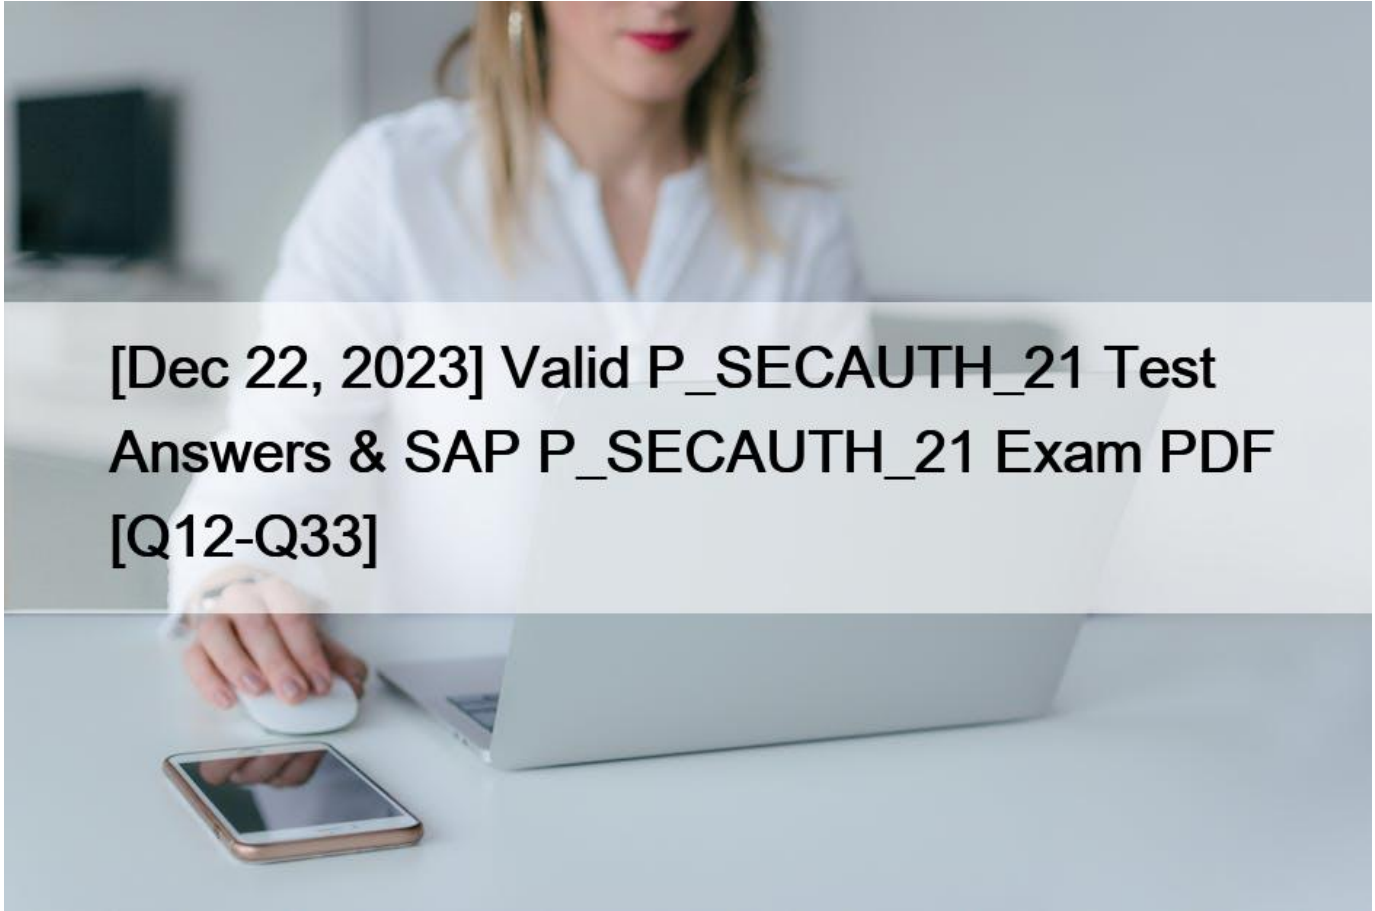 [Dec 22, 2023] Valid P_SECAUTH_21 Test
Answers & SAP P_SECAUTH_21 Exam PDF
[Q12-Q33]